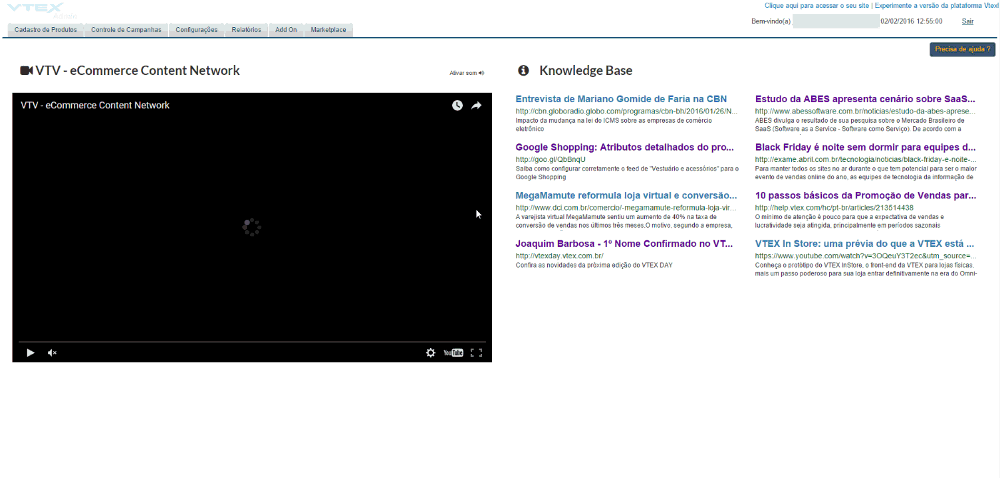 VTEX
Clique aqui para acessar o seu site | Experimente a versão da plataforma Vtex!
Bem-vindo(a)
02/02/2016 12:55:00
Sair
Cadastro de Produtos
Controle de Campanhas
Configurações
Relatórios
Add On
Marketplace
Precisa de ajuda ?
VTV - eCommerce Content Network
Ativar som
VTV - eCommerce Content Network
YouTube
Knowledge Base
Entrevista de Mariano Gomide de Faria na CBN
http://cbn.globoradio.globo.com/programas/cbn-bh/2016/01/26/N...
Impacto da mudança na lei do ICMS sobre as empresas de comércio
eletrônico
Google Shopping: Atributos detalhados do pro...
http://goo.gl/QbBnqU
Saiba como configurar corretamente o feed de "Vestuário e acessórios" para o
Google Shopping
MegaMamute reformula loja virtual e conversão...
http://www.dci.com.br/comercio/-megamamute-reformula-loja-vir...
A varejista virtual MegaMamute sentiu um aumento de 40% na taxa de
conversão de vendas nos últimos três meses.O motivo, segundo a empresa,
Joaquim Barbosa - 1º Nome Confirmado no VT...
http://vtexday.vtex.com.br/
Confira as novidades da próxima edição do VTEX DAY
Estudo da ABES apresenta cenário sobre SaaS...
http://www.abessoftware.com.br/noticias/estudo-da-abes-aprese...
ABES divulga o resultado de sua pesquisa sobre o Mercado Brasileiro de
SaaS (Software as a Service - Software como Serviço). De acordo com a
Black Friday é noite sem dormir para equipes d...
http://exame.abril.com.br/tecnologia/noticias/black-friday-e-noite-...
Para manter todos os sites no ar durante o que tem potencial para ser o maior
evento de vendas online do ano, as equipes de tecnologia da informação de
10 passos básicos da Promoção de Vendas par...
http://help.vtex.com/hc/pt-br/articles/213514438
O mínimo de atenção é pouco para que a expectativa de vendas e
lucratividade seja atingida, principalmente em períodos sazonais
VTEX In Store: uma prévia do que a VTEX está ...
https://www.youtube.com/watch?v=3OQeuY3T2ec&utm_source=...
Conheça o protótipo do VTEX InStore, o front-end da VTEX para lojas físicas,
mais um passo poderoso para sua loja entrar definitivamente na era do Omni-